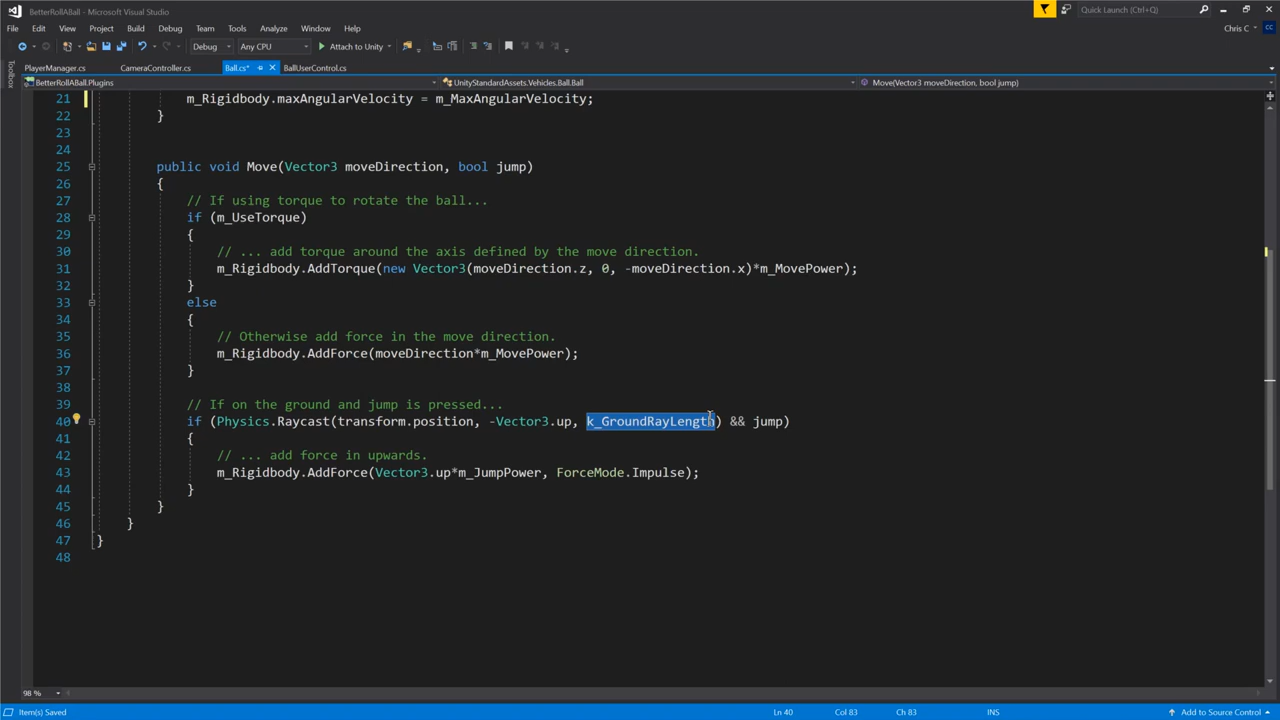 BetterRollABall* - Microsoft Visual Studio
Quick Launch (Ctrl+Q)
File Edit View Project Build Debug Team Tools Test Analyze Window Help
Chris C
CC
Debug Any CPU Attach to Unity
Toolbox
PlayerManager.cs CameraController.cs Ball.cs* BallUserControl.cs
BetterRollABall.Plugins UnityStandardAssets.Vehicles.Ball.Ball Move(Vector3 moveDirection, bool jump)
21 m_Rigidbody.maxAngularVelocity = m_MaxAngularVelocity;
22 }
23
24
25 public void Move(Vector3 moveDirection, bool jump)
26 {
27 // If using torque to rotate the ball...
28 if (m_UseTorque)
29 {
30 // ... add torque around the axis defined by the move direction.
31 m_Rigidbody.AddTorque(new Vector3(moveDirection.z, 0, -moveDirection.x)*m_MovePower);
32 }
33 else
34 {
35 // Otherwise add force in the move direction.
36 m_Rigidbody.AddForce(moveDirection*m_MovePower);
37 }
38
39 // If on the ground and jump is pressed...
40 if (Physics.Raycast(transform.position, -Vector3.up, k_GroundRayLength) && jump)
41 {
42 // ... add force in upwards.
43 m_Rigidbody.AddForce(Vector3.up*m_JumpPower, ForceMode.Impulse);
44 }
45 }
46 }
47 }
48
98 %
Item(s) Saved Ln 40 Col 83 Ch 83 INS Add to Source Control